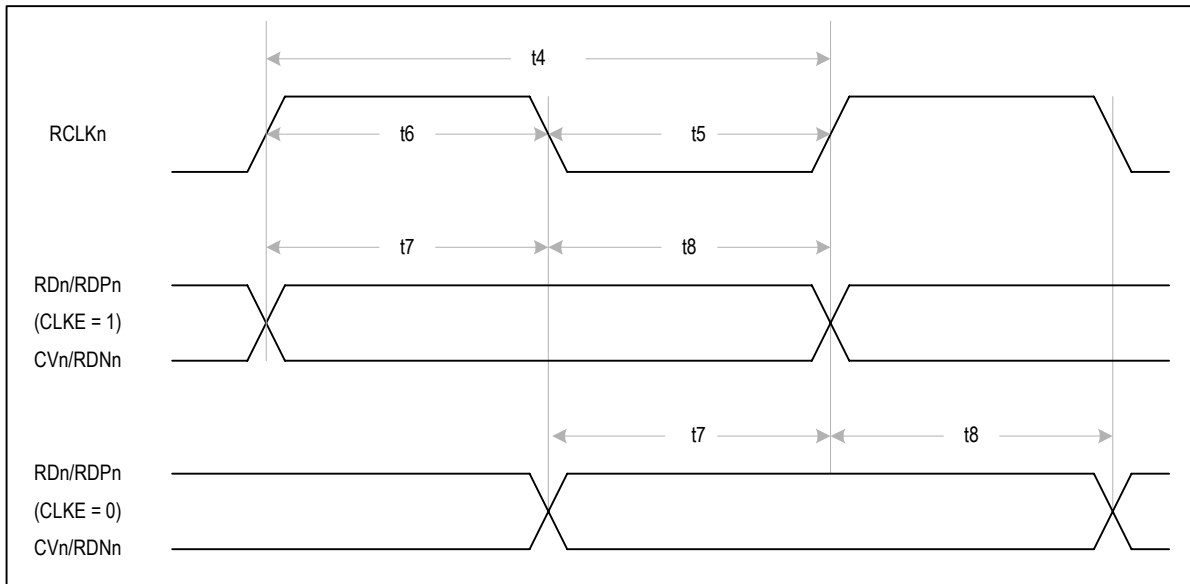 t4
RCLKn
t6
t5
t7
t8
RDn/RDPn
(CLKE = 1)
CVn/RDNn
t7
t8
RDn/RDPn
(CLKE = 0)
CVn/RDNn